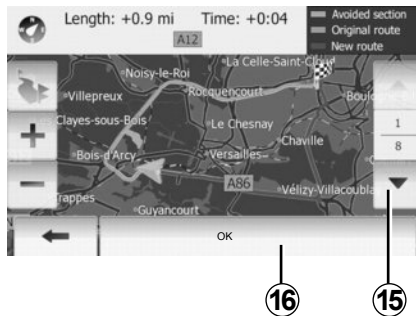 Length: +0.9 mi Time: +0:04
A12
Avoided section
Original route
New route
La Celle-Saint-Cloud
Noisy-le-Roi
Villepreux
Rocquencourt
Clayes-sous-Bois
Le Chesnay
1
8
Chaville
Bois-d'Arcy
Versailles
A86
Vélizy-Villacoubla
Trappes
Guyancourt
OK
16
15